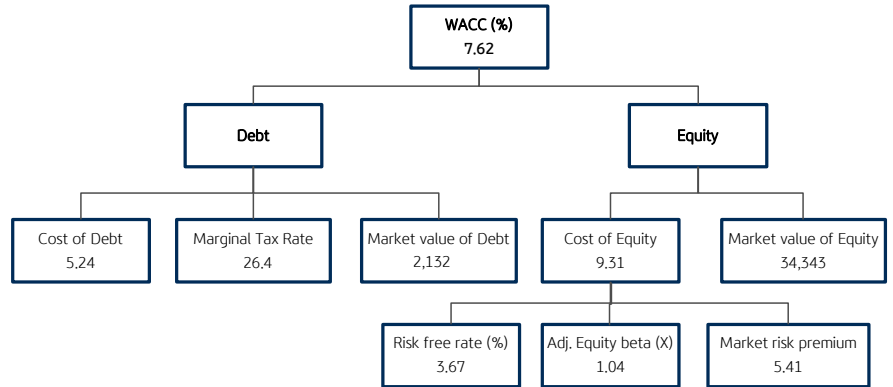 WACC (%)
7.62
Debt
Equity
Cost of Debt
5.24
Marginal Tax Rate
26.4
Market value of Debt
2,132
Cost of Equity
9.31
Market value of Equity
34,343
Risk free rate (%)
3.67
Adj. Equity beta (X)
1.04
Market risk premium
5.41